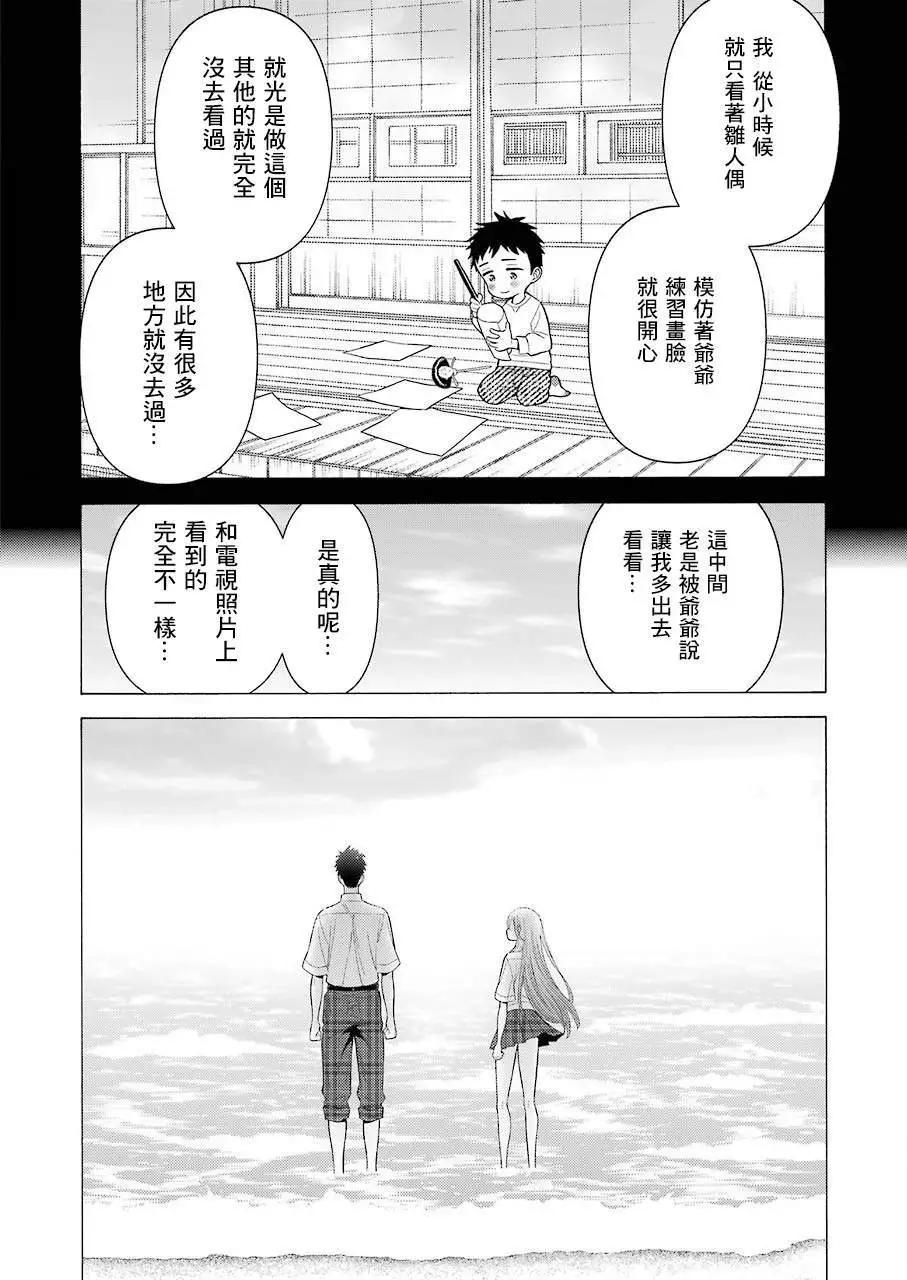 我 從小時候
就只看著雛人偶
模仿著爺爺
練習畫臉
就很開心
就光是做這個
其他的就完全
沒去看過
因此有很多
地方就沒去過…
這中間
老是被爺爺說
讓我多出去
看看…
是真的呢…
和電視照片上
看到的
完全不一樣…